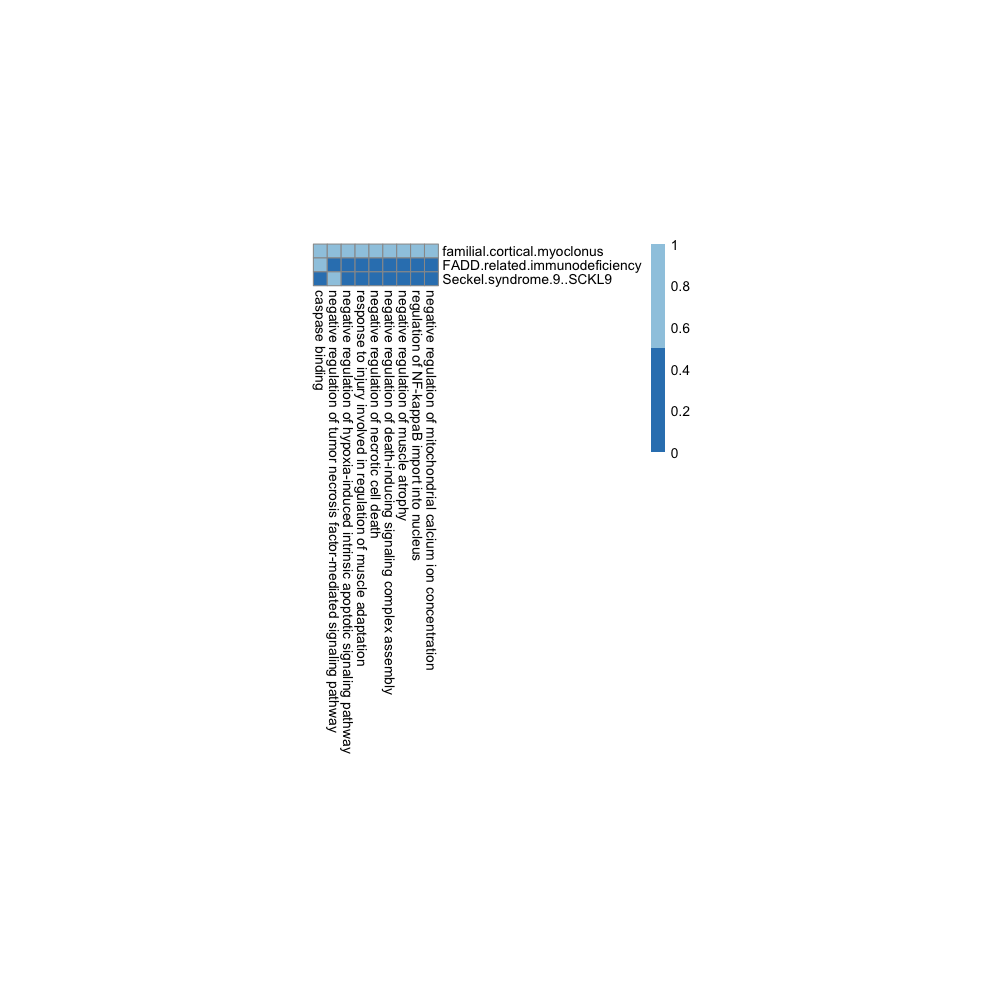 familial.cortical.myoclonus
FADD.related.immunodeficiency
Seckel.syndrome.9..SCKL9
caspase binding
negative regulation of tumor necrosis factor-mediated signaling pathway
negative regulation of hypoxia-induced intrinsic apoptotic signaling pathway
response to injury involved in regulation of muscle adaptation
negative regulation of necrotic cell death
negative regulation of death-inducing signaling complex assembly
negative regulation of muscle atrophy
regulation of NF-kappaB import into nucleus
negative regulation of mitochondrial calcium ion concentration
1
0.8
0.6
0.4
0.2
0